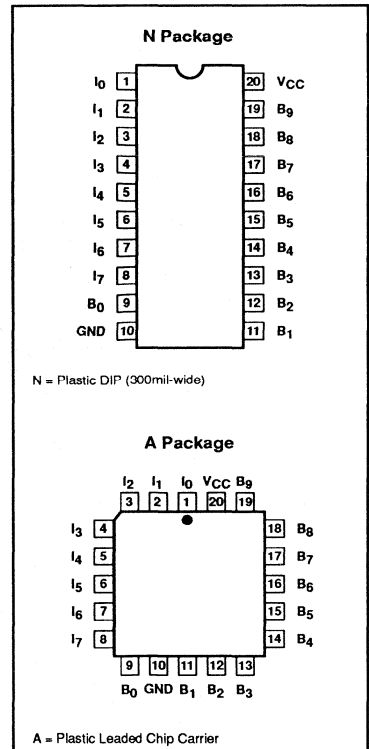 N Package
I0 1 20 VCC
I1 2 19 B9
I2 3 18 B8
I3 4 17 B7
I4 5 16 B6
I5 6 15 B5
I6 7 14 B4
I7 8 13 B3
B0 9 12 B2
GND 10 11 B1
N = Plastic DIP (300mil-wide)
A Package
I2 I1 I0 VCC B9
3 2 1 20 19
I3 4 18 B8
I4 5 17 B7
I5 6 16 B6
I6 7 15 B5
I7 8 14 B4
9 10 11 12 13
B0 GND B1 B2 B3
A = Plastic Leaded Chip Carrier